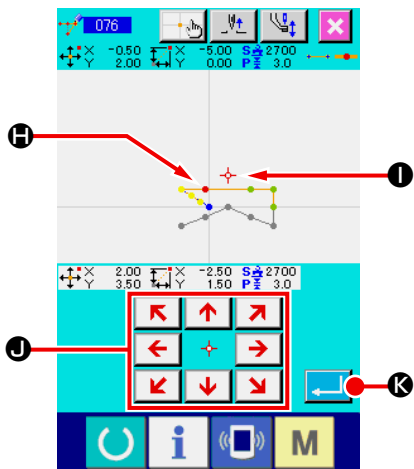 076
X -0.50 X -5.00 S 2700
Y 2.00 Y 0.00 P 3.0
H
I
X 2.00 X -2.50 S 2700
Y 3.50 Y 1.50 P 3.0
J
K
i M